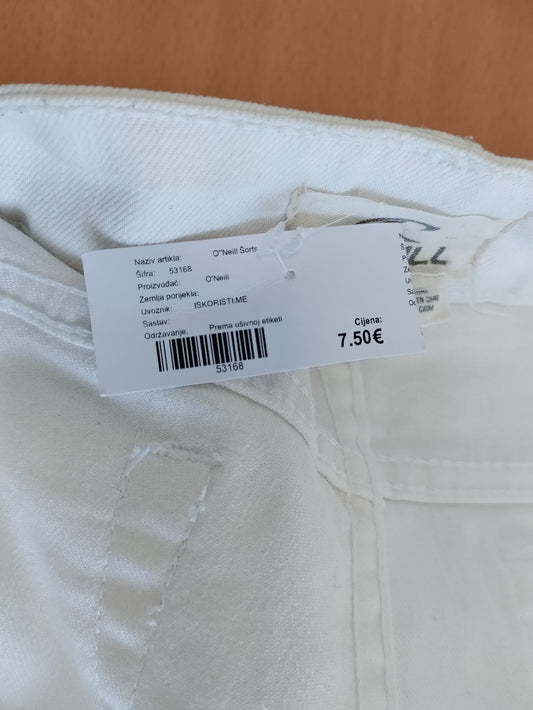 Naziv artikla: O"Neill Šorts
Šifra: 53168
Proizvođač: O'Neill
Zemlja porijekla:
Uvoznik: ISKORISTI.ME
Sastav:
Održavanje: Prema ušivnoj etiketi
53168
Cijena:
7.50€